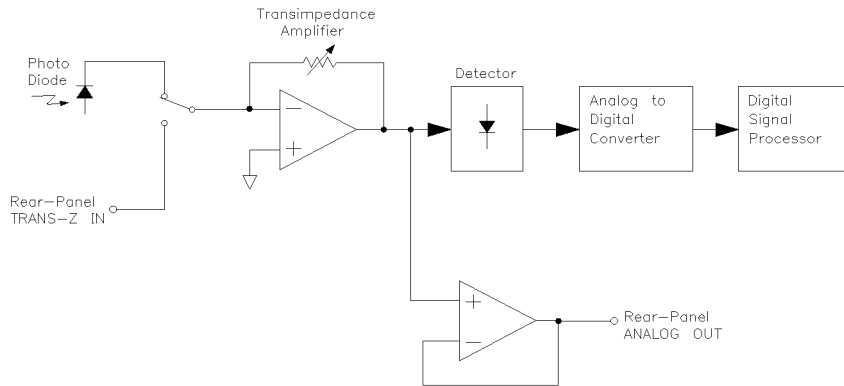 Transimpedance
Amplifier
Photo
Diode
Detector
Analog to
Digital
Converter
Digital
Signal
Processor
Rear-Panel
TRANS-Z IN
Rear-Panel
ANALOG OUT